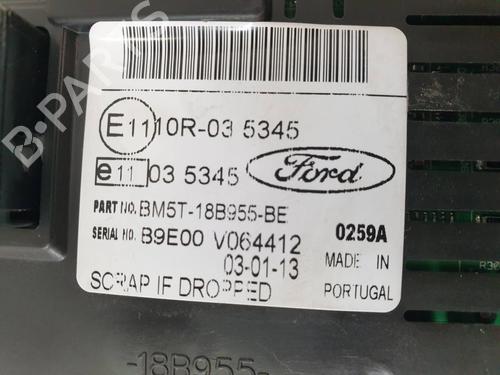 E11 10R-03 5345
e11 03 5345 Ford
PART NO. BM5T-18B955-BE
SERIAL NO. B9E00 V064412 0259A
03-01-13 MADE IN
SCRAP IF DROPPED PORTUGAL
-18B955-
B-PARTS